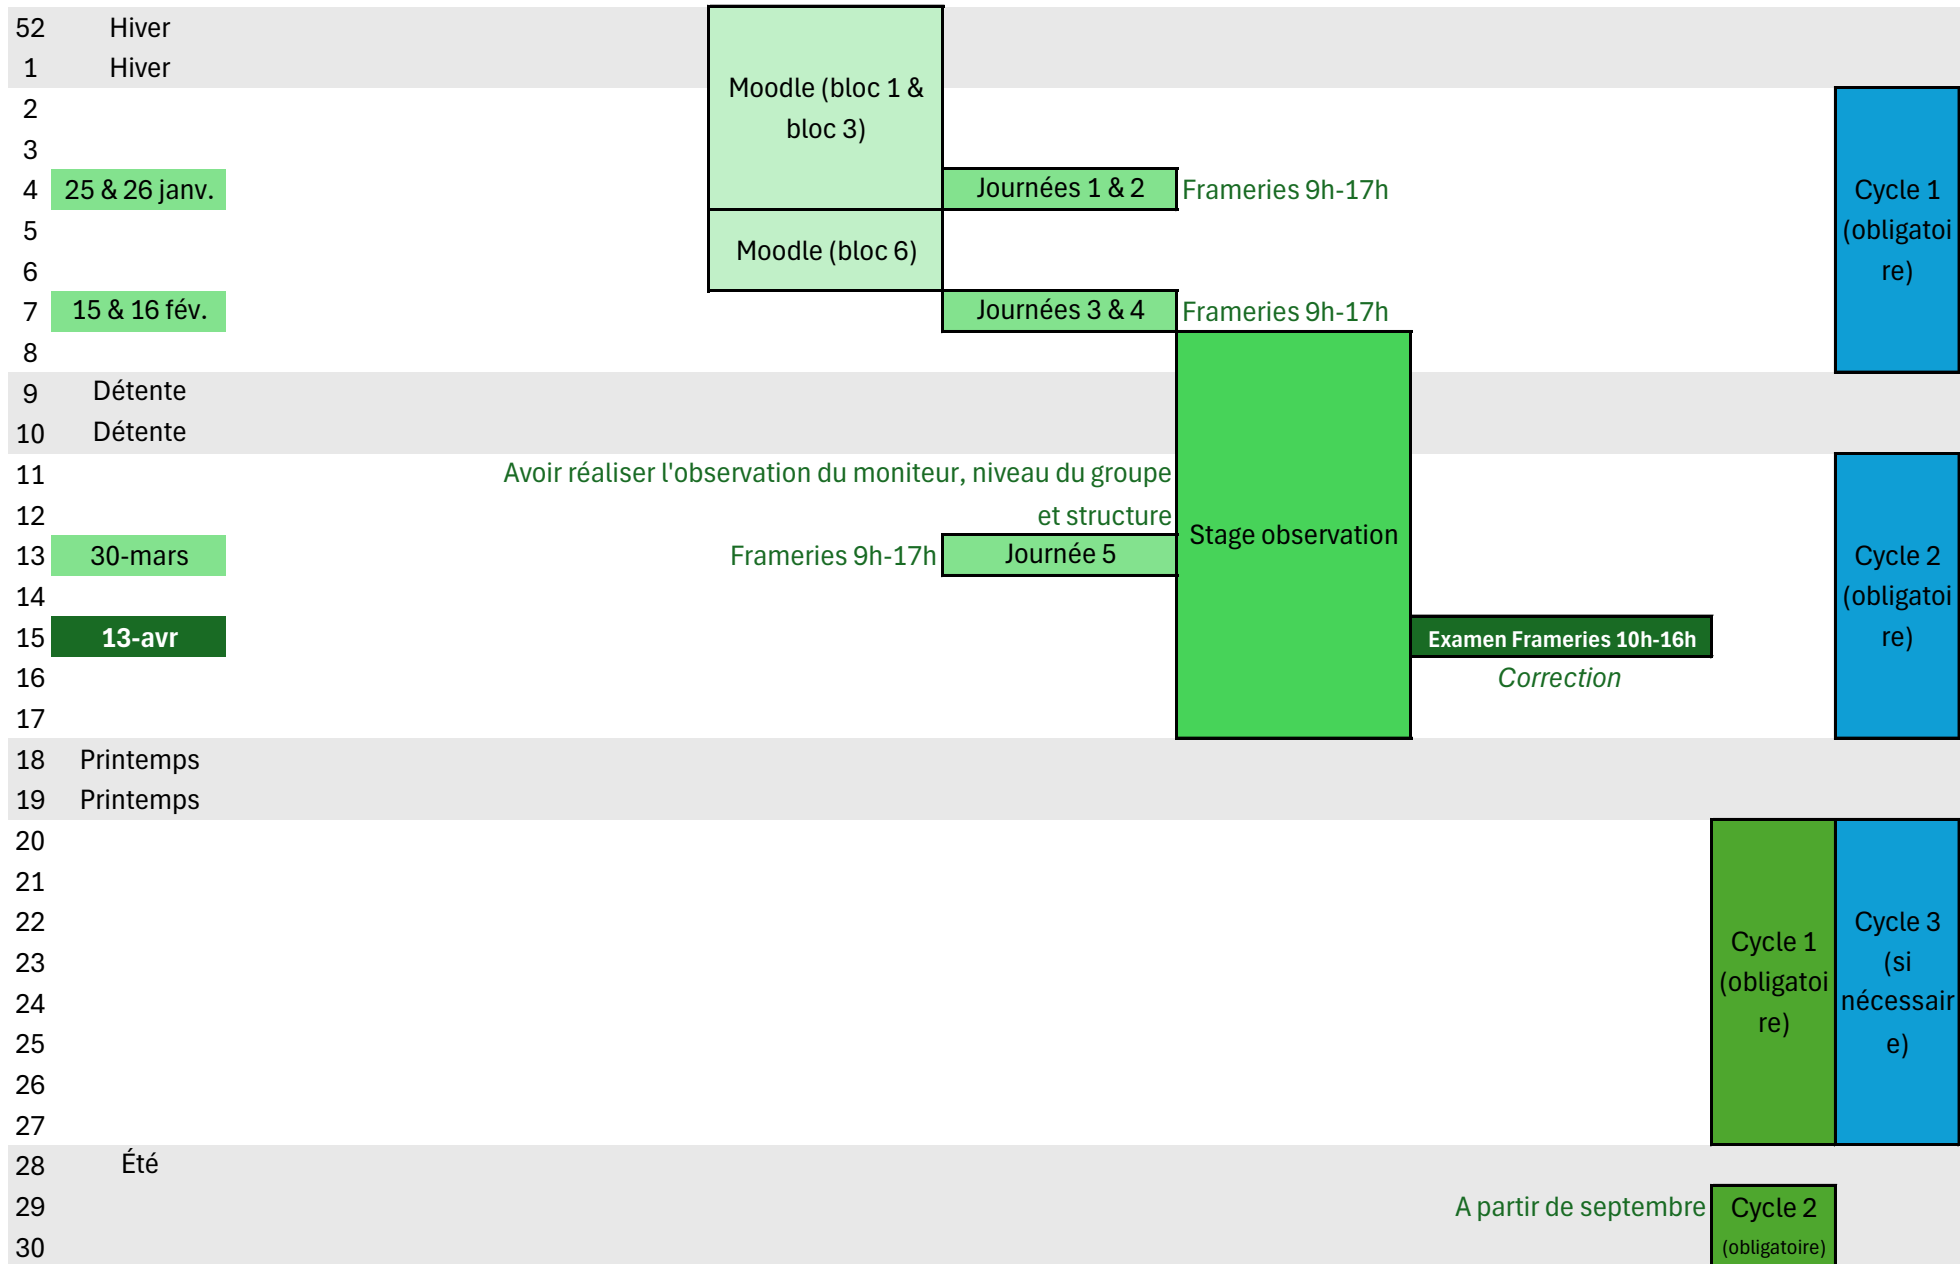 52 Hiver
1 Hiver
Moodle (bloc 1 &
bloc 3)
2
3
4 25 & 26 janv. Journées 1 & 2 Frameries 9h-17h
Cycle 1
(obligatoi
re)
5
Moodle (bloc 6)
6
7 15 & 16 fév. Journées 3 & 4 Frameries 9h-17h
8
9 Détente
10 Détente
11 Avoir réaliser l'observation du moniteur, niveau du groupe
12 et structure
Stage observation
13 30-mars Frameries 9h-17h Journée 5
Cycle 2
(obligatoi
re)
14
15 13-avr Examen Frameries 10h-16h
16 Correction
17
18 Printemps
19 Printemps
20
21
22
23
Cycle 1
(obligatoi
re)
Cycle 3
(si
nécessair
e)
24
25
26
27
28 Été
29 A partir de septembre Cycle 2
30 (obligatoire)